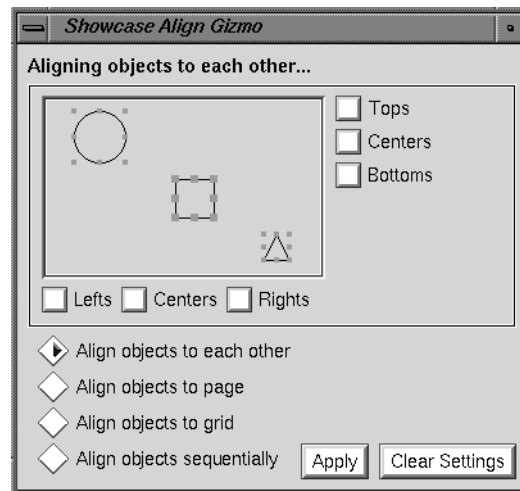 Showcase Align Gizmo
Aligning objects to each other...
Tops
Centers
Bottoms
Lefts Centers Rights
Align objects to each other
Align objects to page
Align objects to grid
Align objects sequentially Apply Clear Settings